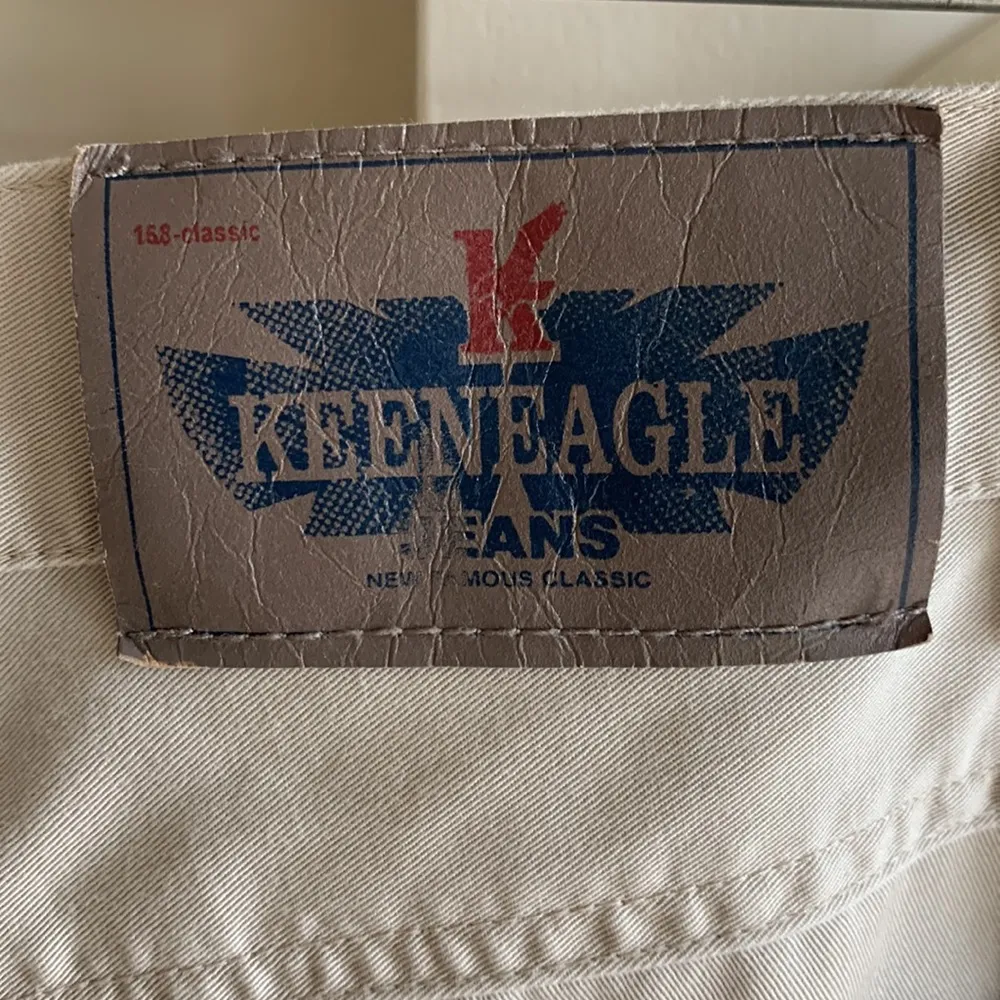 168-classic
K
KEENEAGLE
JEANS
NEW FAMOUS CLASSIC